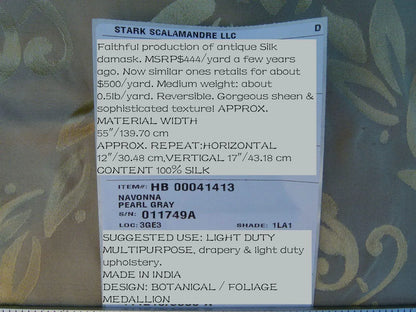 STARK SCALAMANDRE LLC D
Faithful production of antique Silk
damask. MSRP$444/yard a few years
ago. Now similar ones retails for about
$500/yard. Medium weight: about
0.5lb/yard. Reversible. Gorgeous sheen &
sophisticated texture! APPROX.
MATERIAL WIDTH
55"/139.70 cm
APPROX. REPEAT:HORIZONTAL
12"/30.48 cm,VERTICAL 17"/43.18 cm
CONTENT 100% SILK
ITEM#: HB 00041413
NAVONNA
PEARL GRAY
S/N: 011749A
LOC: 3GE3 SHADE: 1LA1
SUGGESTED USE: LIGHT DUTY
MULTIPURPOSE, drapery & light duty
upholstery.
MADE IN INDIA
DESIGN: BOTANICAL / FOLIAGE
MEDALLION